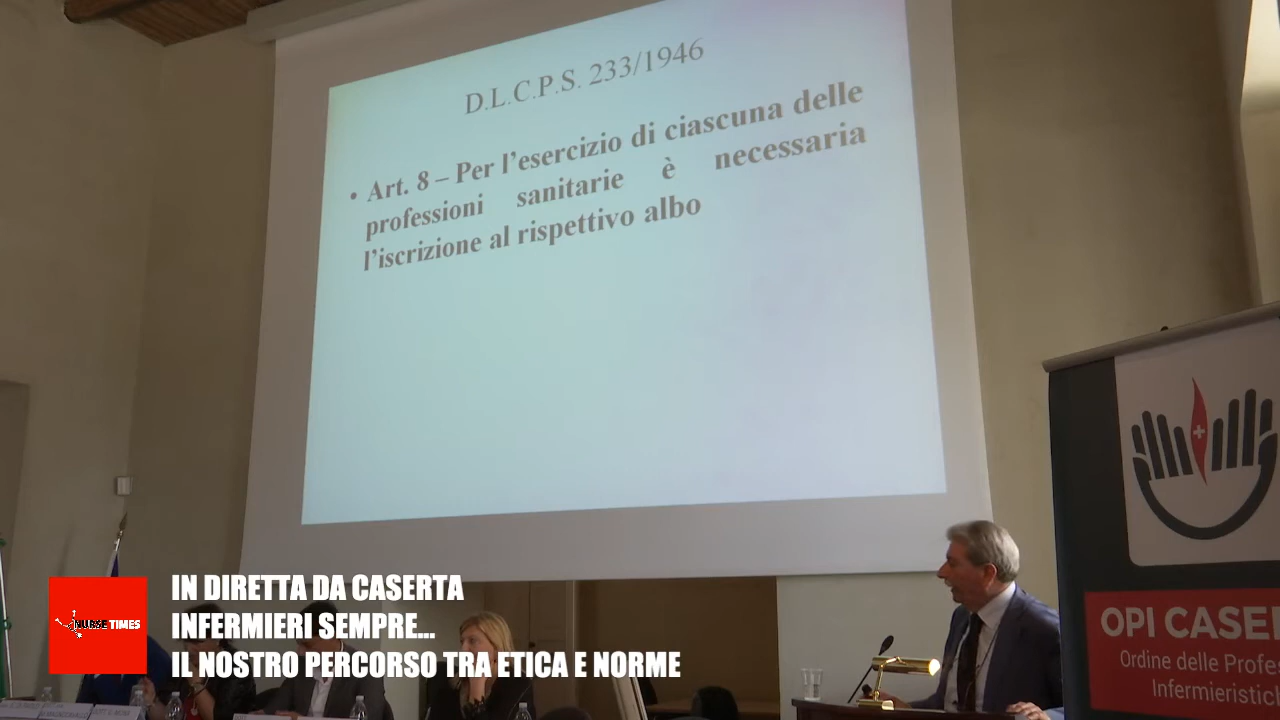 D.L.C.P.S. 233/1946
• Art. 8 – Per l'esercizio di ciascuna delle
professioni sanitarie è necessaria
l'iscrizione al rispettivo albo
OPI CASE
Ordine delle Profe
Infermieristic
NURSE TIMES
IN DIRETTA DA CASERTA
INFERMIERI SEMPRE...
IL NOSTRO PERCORSO TRA ETICA E NORME